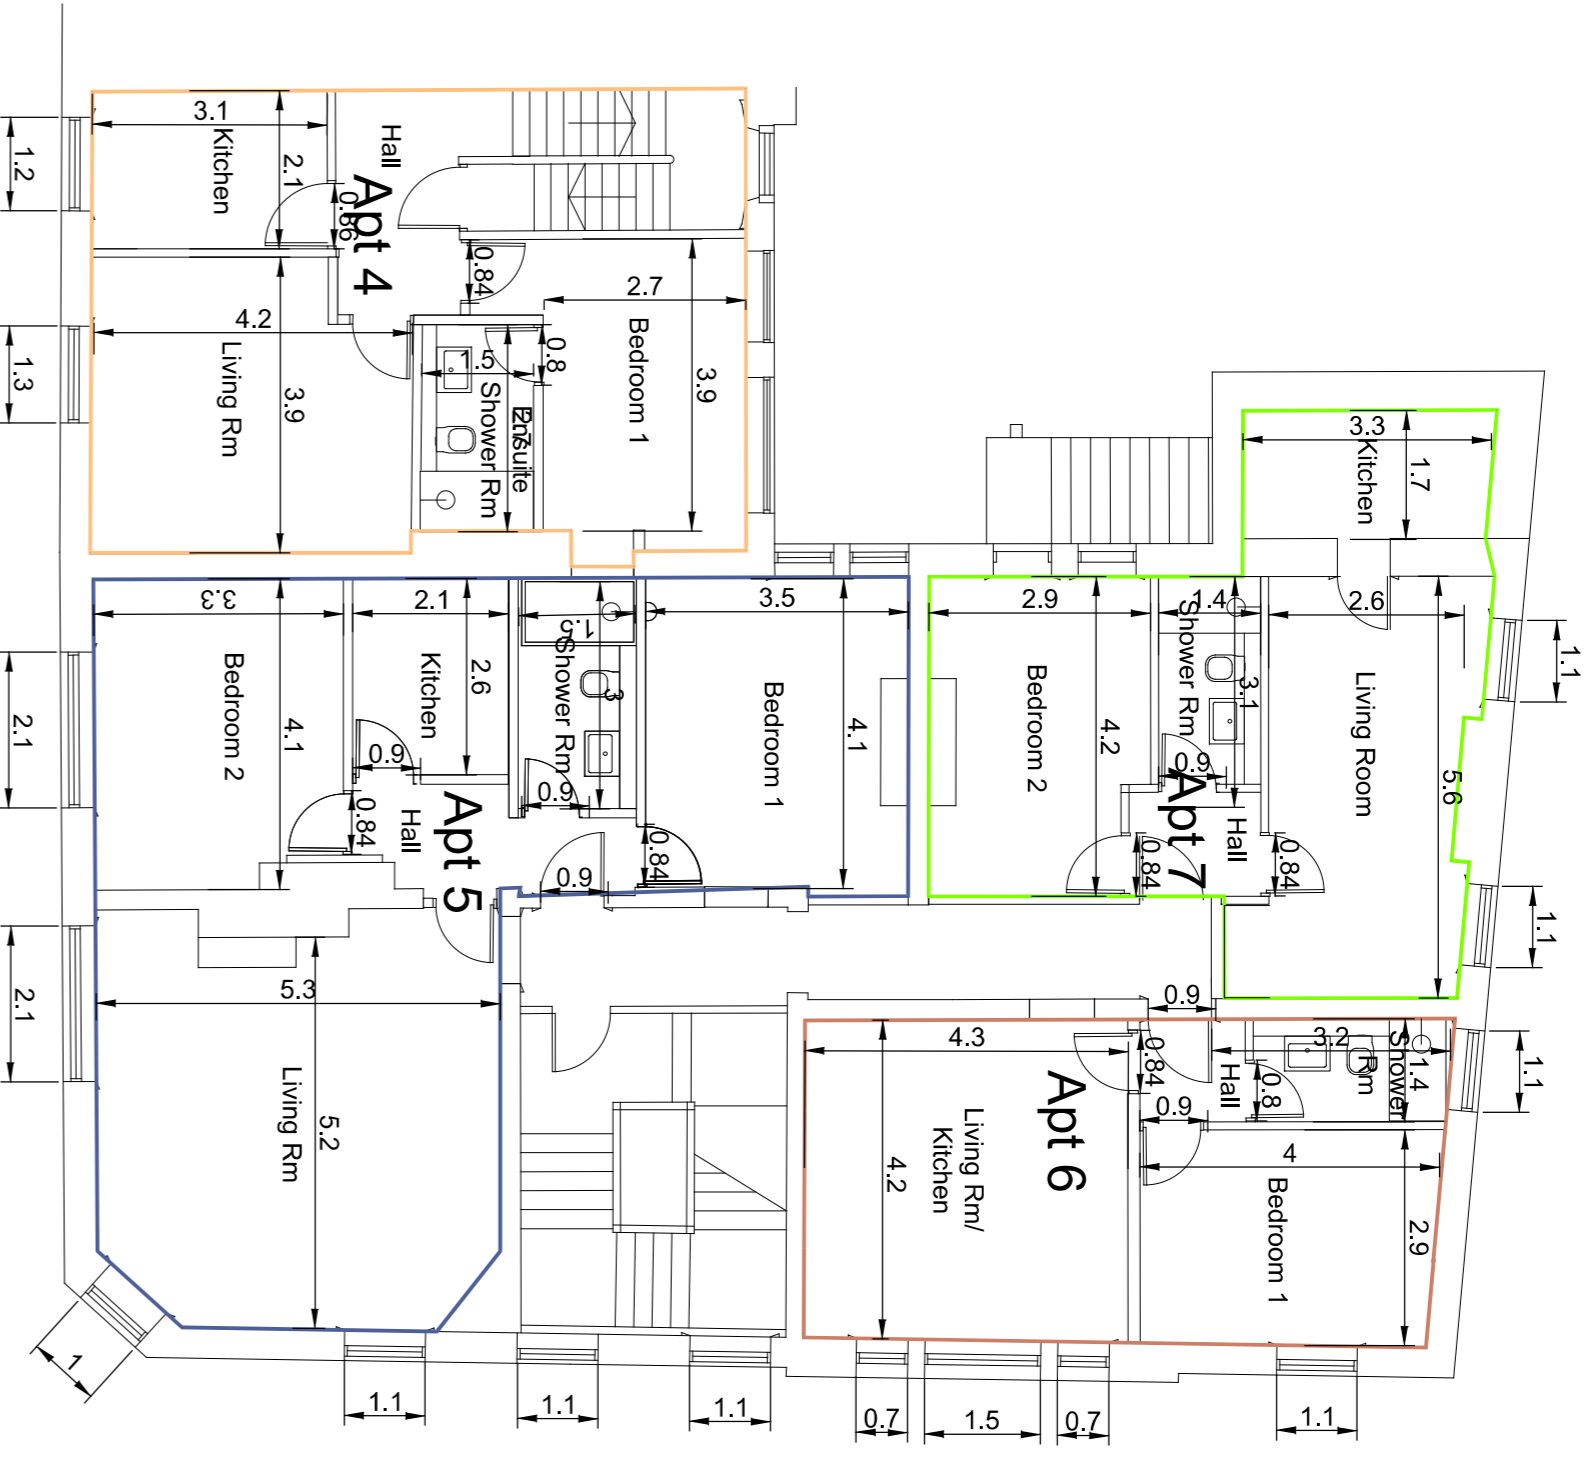 3.1
Kitchen
2.1
0.86
Hall
Apt 4
1.2
1.3
4.2
Living Rm
3.9
0.84
2.7
Bedroom 1
3.9
0.8
1.5
Shower Rm
Ensuite
2.7
3.3
Kitchen
1.7
2.6
Living Room
5.6
1.1
1.1
1.4
Shower Rm
3.1
0.9
2.9
Bedroom 2
4.2
0.84
Apt 7
Hall
0.84
3.3
Bedroom 2
4.1
2.1
Kitchen
2.6
0.9
0.84
Hall
Apt 5
1.5
Shower Rm
3
0.9
3.5
Bedroom 1
4.1
0.84
0.9
2.1
2.1
5.3
Living Rm
5.2
1
1.1
1.1
1.1
0.9
4.3
Living Rm/
Kitchen
4.2
0.84
Apt 6
Hall
0.8
3.2
Shower
Rm
1.4
0.9
4
Bedroom 1
2.9
1.1
0.7
1.5
0.7
1.1